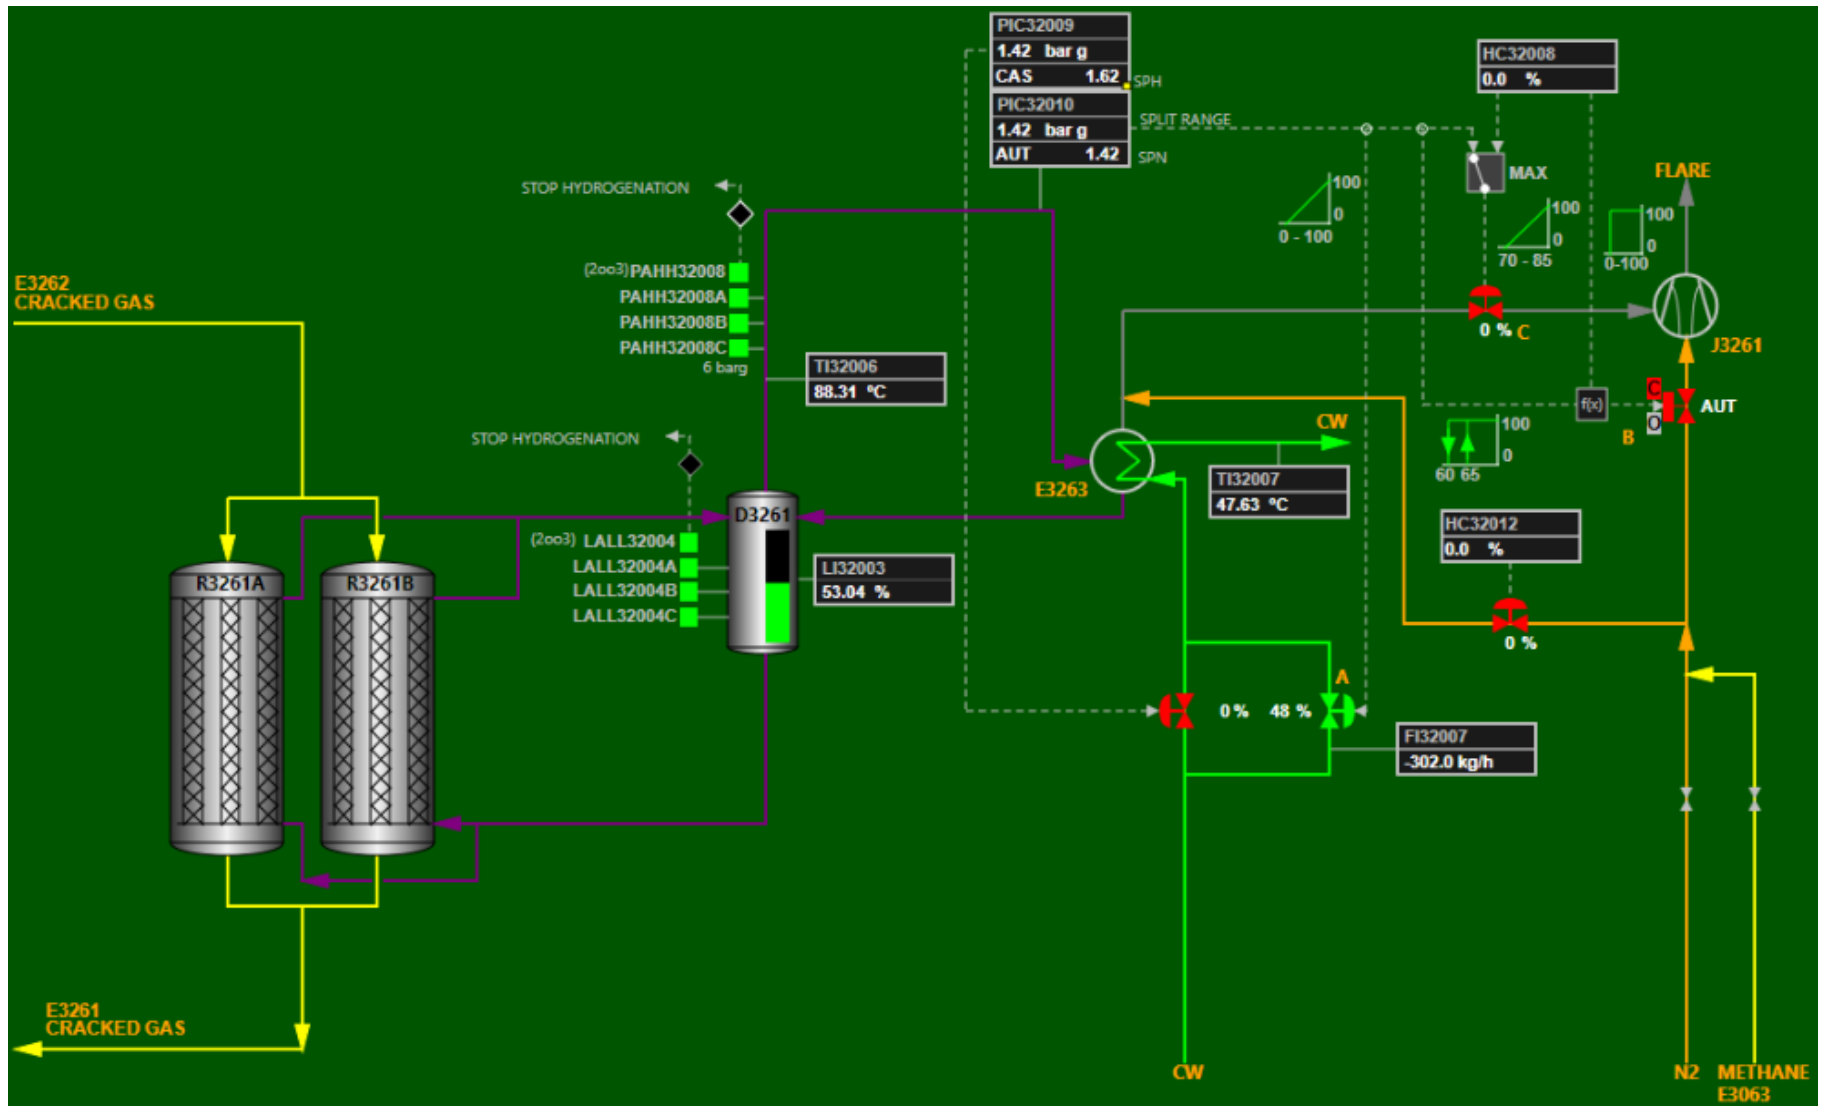 PIC32009
1.42 bar g
CAS 1.62
SPH
PIC32010
1.42 bar g
AUT 1.42
SPN
SPLIT RANGE
HC32008
0.0 %
MAX
FLARE
100
0
0 - 100
100
0
70 - 85
100
0
0-100
STOP HYDROGENATION
(2oo3) PAHH32008
PAHH32008A
PAHH32008B
PAHH32008C
6 barg
E3262
CRACKED GAS
TI32006
88.31 ºC
0 % C
J3261
C
O
AUT
f(x)
B
100
0
60 65
CW
STOP HYDROGENATION
E3263
TI32007
47.63 ºC
D3261
(2oo3) LALL32004
LALL32004A
LALL32004B
LALL32004C
LI32003
53.04 %
HC32012
0.0 %
0 %
R3261A
R3261B
A
0 %
48 %
FI32007
-302.0 kg/h
E3261
CRACKED GAS
CW
N2
METHANE
E3063